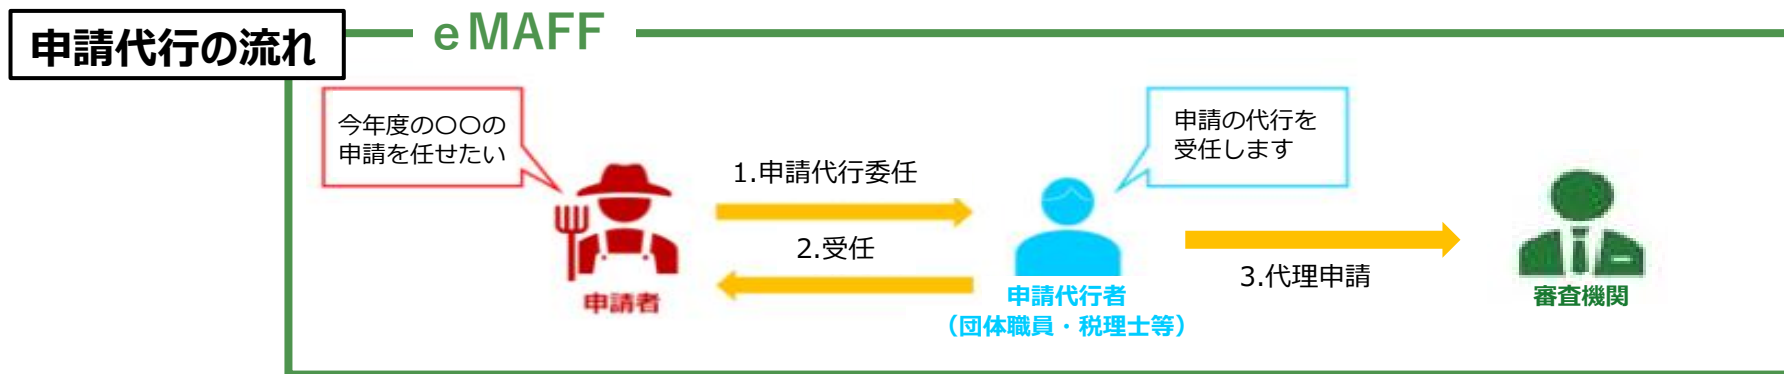 申請代行の流れ
eMAFF
今年度の〇〇の
申請を任せたい
申請の代行を
受任します
1.申請代行委任
2.受任
3.代理申請
申請者
申請代行者
（団体職員・税理士等）
審査機関